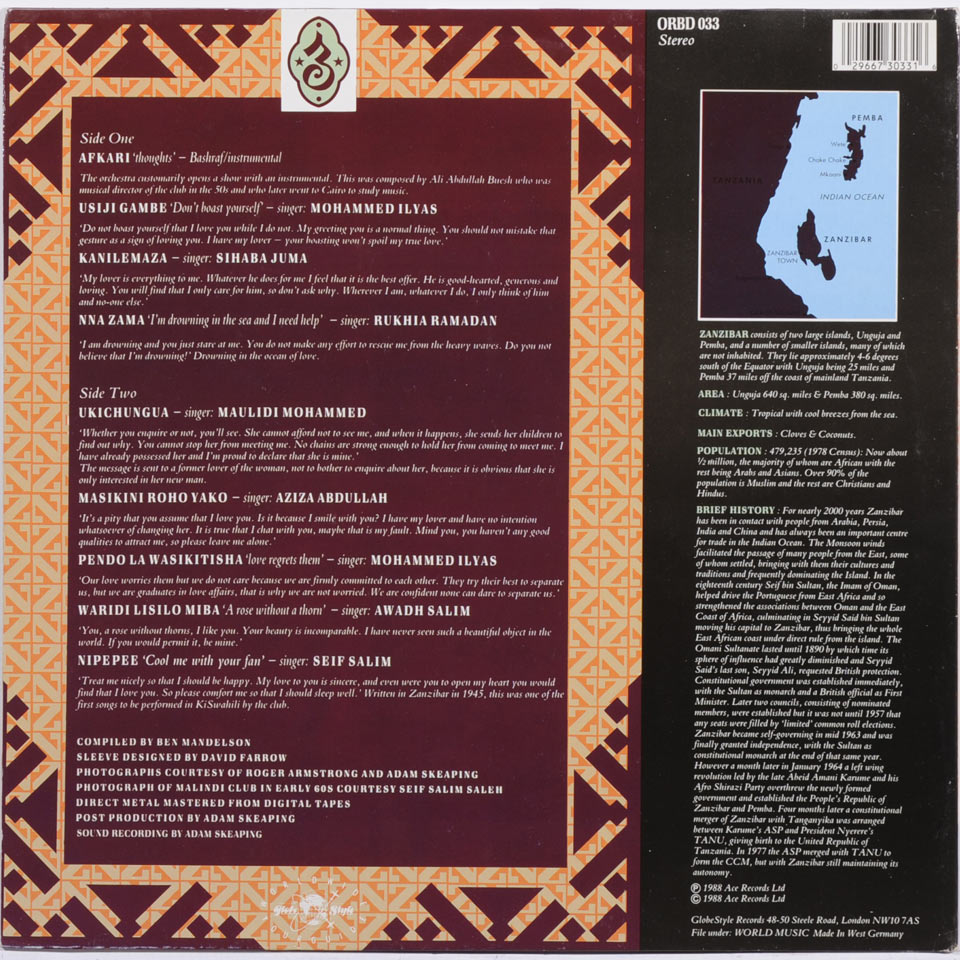 Side One
AFKARI 'thoughts' – Bashraf/instrumental
The orchestra customarily opens a show with an instrumental. This was composed by Ali Abdullah Buesh who was
musical director of the club in the 50s and who later went to Cairo to study music.
USIJI GAMBE 'Don't boast yourself' – singer: MOHAMMED ILYAS
'Do not boast yourself that I love you while I do not. My greeting you is a normal thing. You should not mistake that
gesture as a sign of loving you. I have my lover – your boasting won't spoil my true love.'
KANILEMAZA – singer: SIHABA JUMA
'My lover is everything to me. Whatever he does for me I feel that it is the best offer. He is good-hearted, generous and
loving. You will find that I only care for him, so don't ask why. Wherever I am, whatever I do, I only think of him
and no-one else.'
NNA ZAMA 'I'm drowning in the sea and I need help' – singer: RUKHIA RAMADAN
'I am drowning and you just stare at me. You do not make any effort to rescue me from the heavy waves. Do you not
believe that I'm drowning!' Drowning in the ocean of love.
Side Two
UKICHUNGUA – singer: MAULIDI MOHAMMED
'Whether you enquire or not, you'll see. She cannot afford not to see me, and when it happens, she sends her children to
find out why. You cannot stop her from meeting me. No chains are strong enough to hold her from coming to meet me. I
have already possessed her and I'm proud to declare that she is mine.'
The message is sent to a former lover of the woman, not to bother to enquire about her, because it is obvious that she is
only interested in her new man.
MASIKINI ROHO YAKO – singer: AZIZA ABDULLAH
'It's a pity that you assume that I love you. Is it because I smile with you? I have my lover and have no intention
whatsoever of changing her. It is true that I chat with you, maybe that is my fault. Mind you, you haven't any good
qualities to attract me, so please leave me alone.'
PENDO LA WASIKITISHA 'love regrets them' – singer: MOHAMMED ILYAS
'Our love worries them but we do not care because we are firmly committed to each other. They try their best to separate
us, but we are graduates in love affairs, that is why we are not worried. We are confident none can dare to separate us.'
WARIDI LISILO MIBA 'A rose without a thorn' – singer: AWADH SALIM
'You, a rose without thorns, I like you. Your beauty is incomparable. I have never seen such a beautiful object in the
world. If you would permit it, be mine.'
NIPEPEE 'Cool me with your fan' – singer: SEIF SALIM
'Treat me nicely so that I should be happy. My love to you is sincere, and even were you to open my heart you would
find that I love you. So please comfort me so that I should sleep well.' Written in Zanzibar in 1945, this was one of the
first songs to be performed in KiSwahili by the club.
COMPILED BY BEN MANDELSON
SLEEVE DESIGNED BY DAVID FARROW
PHOTOGRAPHS COURTESY OF ROGER ARMSTRONG AND ADAM SKEAPING
PHOTOGRAPH OF MALINDI CLUB IN EARLY 60S COURTESY SEIF SALIM SALEH
DIRECT METAL MASTERED FROM DIGITAL TAPES
POST PRODUCTION BY ADAM SKEAPING
SOUND RECORDING BY ADAM SKEAPING
Globe Style
ORBD 033
Stereo
0 29667 30331 6
PEMBA
Wete
Chake Chake
Mkoani
TANZANIA
INDIAN OCEAN
ZANZIBAR
ZANZIBAR
TOWN
ZANZIBAR consists of two large islands, Unguja and
Pemba, and a number of smaller islands, many of which
are not inhabited. They lie approximately 4-6 degrees
south of the Equator with Unguja being 25 miles and
Pemba 37 miles off the coast of mainland Tanzania.
AREA : Unguja 640 sq. miles & Pemba 380 sq. miles.
CLIMATE : Tropical with cool breezes from the sea.
MAIN EXPORTS : Cloves & Coconuts.
POPULATION : 479,235 (1978 Census): Now about
½ million, the majority of whom are African with the
rest being Arabs and Asians. Over 90% of the
population is Muslim and the rest are Christians and
Hindus.
BRIEF HISTORY : For nearly 2000 years Zanzibar
has been in contact with people from Arabia, Persia,
India and China and has always been an important centre
for trade in the Indian Ocean. The Monsoon winds
facilitated the passage of many people from the East, some
of whom settled, bringing with them their cultures and
traditions and frequently dominating the Island. In the
eighteenth century Seif bin Sultan, the Imam of Oman,
helped drive the Portuguese from East Africa and so
strengthened the associations between Oman and the East
Coast of Africa, culminating in Seyyid Said bin Sultan
moving his capital to Zanzibar, thus bringing the whole
East African coast under direct rule from the island. The
Omani Sultanate lasted until 1890 by which time its
sphere of influence had greatly diminished and Seyyid
Said's last son, Seyyid Ali, requested British protection.
Constitutional government was established immediately,
with the Sultan as monarch and a British official as First
Minister. Later two councils, consisting of nominated
members, were established but it was not until 1957 that
any seats were filled by 'limited' common roll elections.
Zanzibar became self-governing in mid 1963 and was
finally granted independence, with the Sultan as
constitutional monarch at the end of that same year.
However a month later in January 1964 a left wing
revolution led by the late Abeid Amani Karume and his
Afro Shirazi Party overthrew the newly formed
government and established the People's Republic of
Zanzibar and Pemba. Four months later a constitutional
merger of Zanzibar with Tanganyika was arranged
between Karume's ASP and President Nyerere's
TANU, giving birth to the United Republic of
Tanzania. In 1977 the ASP merged with TANU to
form the CCM, but with Zanzibar still maintaining its
autonomy.
Ⓟ 1988 Ace Records Ltd
© 1988 Ace Records Ltd
GlobeStyle Records 48-50 Steele Road, London NW10 7AS
File under: WORLD MUSIC Made In West Germany